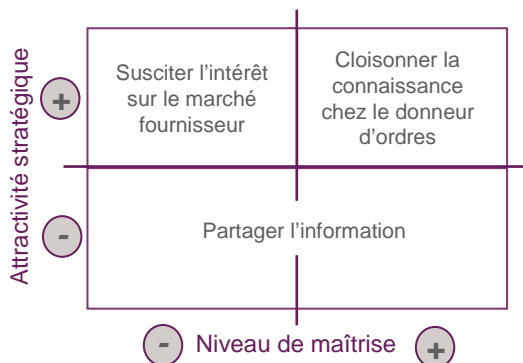 Attractivité stratégique
+
Susciter l’intérêt
sur le marché
fournisseur
Cloisonner la
connaissance
chez le donneur
d’ordres
-
Partager l’information
-
Niveau de maîtrise
+